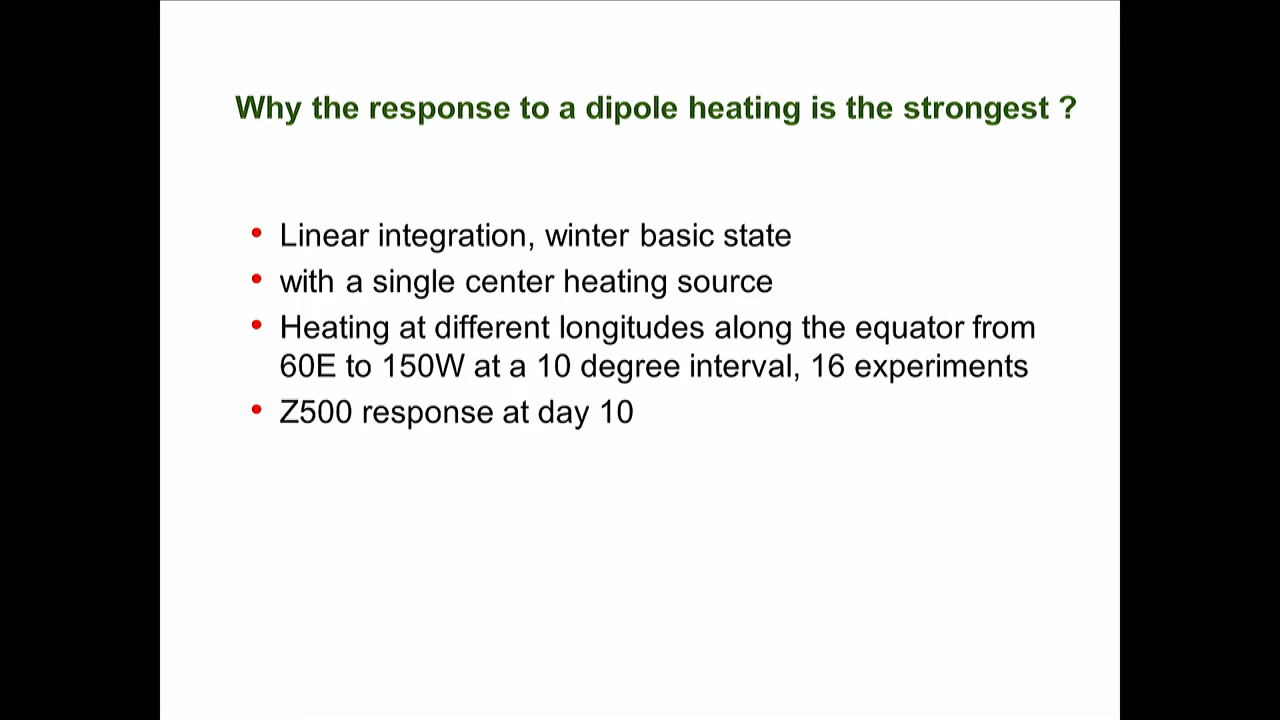 Why the response to a dipole heating is the strongest ?
• Linear integration, winter basic state
• with a single center heating source
• Heating at different longitudes along the equator from
60E to 150W at a 10 degree interval, 16 experiments
• Z500 response at day 10